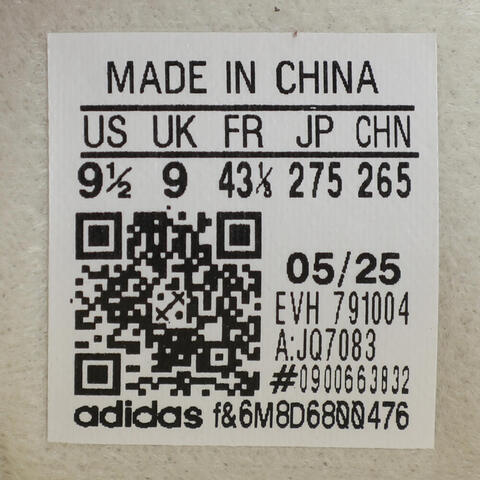 MADE IN CHINA
US UK FR JP CHN
9½ 9 43⅓ 275 265
05/25
EVH 791004
A:JQ7083
#0900663832
adidas f&6M8D6800476